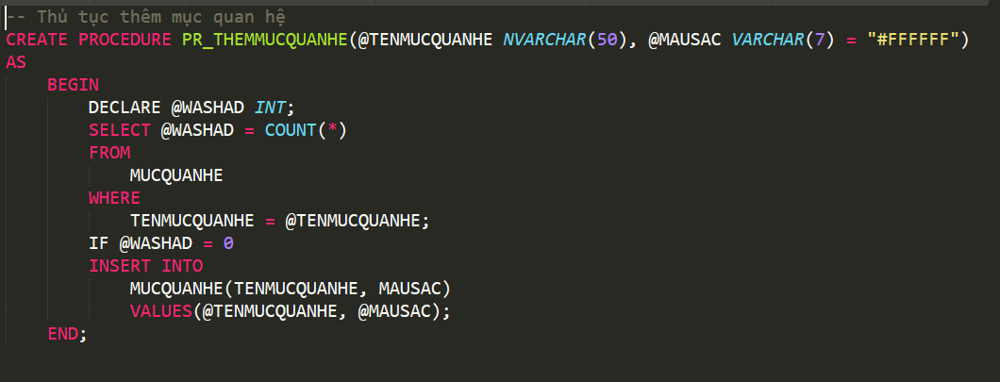 -- Thủ tục thêm mục quan hệ
CREATE PROCEDURE PR_THEMMUCQUANHE(@TENMUCQUANHE NVARCHAR(50), @MAUSAC VARCHAR(7) = "#FFFFFF")
AS
BEGIN
DECLARE @WASHAD INT;
SELECT @WASHAD = COUNT(*)
FROM
MUCQUANHE
WHERE
TENMUCQUANHE = @TENMUCQUANHE;
IF @WASHAD = 0
INSERT INTO
MUCQUANHE(TENMUCQUANHE, MAUSAC)
VALUES(@TENMUCQUANHE, @MAUSAC);
END;